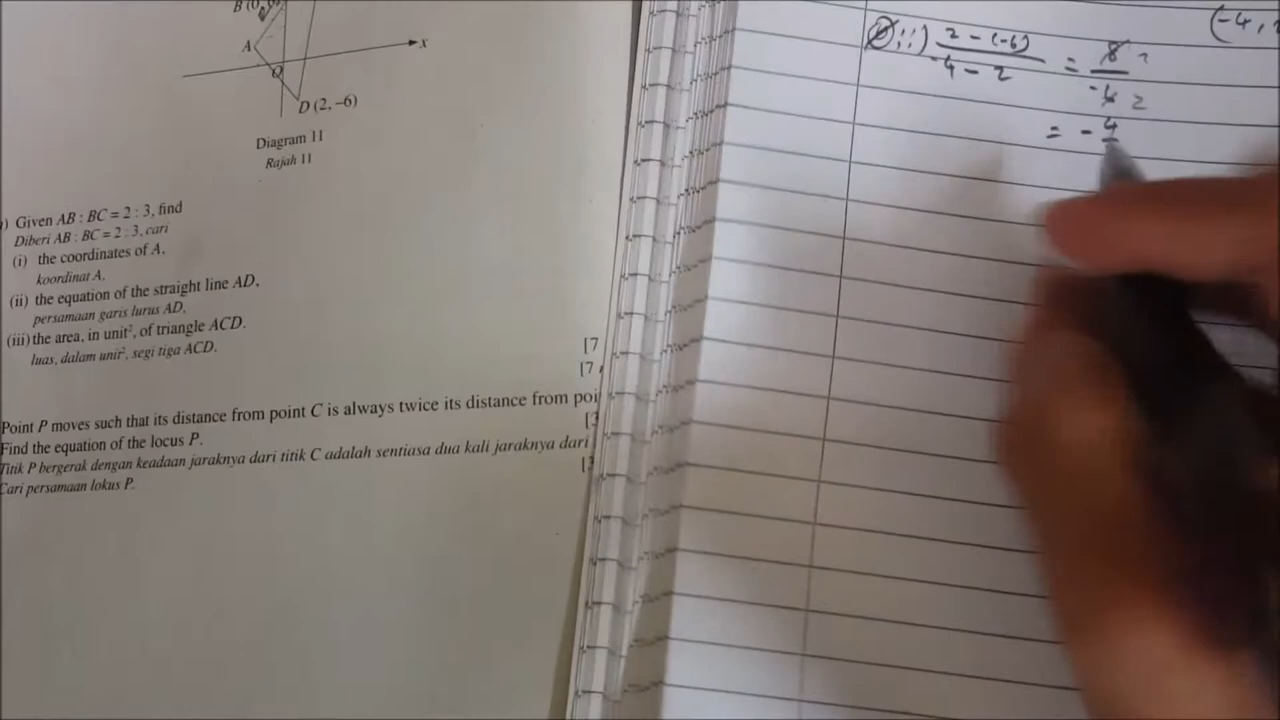 B (0,
A
x
O
D (2, –6)
Diagram 11
Rajah 11
Given AB : BC = 2 : 3, find
Diberi AB : BC = 2 : 3, cari
(i) the coordinates of A,
koordinat A,
(ii) the equation of the straight line AD,
persamaan garis lurus AD,
(iii) the area, in unit², of triangle ACD.
luas, dalam unit², segi tiga ACD.
[7
[7
Point P moves such that its distance from point C is always twice its distance from poi
[3
Find the equation of the locus P.
Titik P bergerak dengan keadaan jaraknya dari titik C adalah sentiasa dua kali jaraknya dari
[3
Cari persamaan lokus P.
(-4,
ii) 2 - (-6) / -4 - 2 = 8 / -6
= - 4